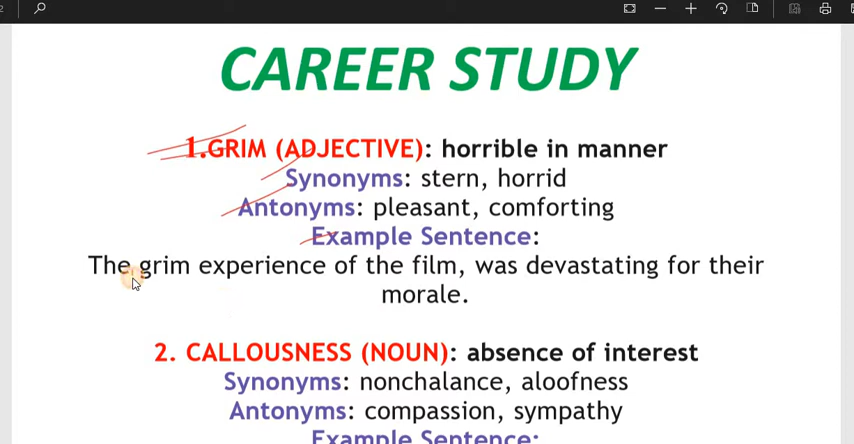 CAREER STUDY
1.GRIM (ADJECTIVE): horrible in manner
Synonyms: stern, horrid
Antonyms: pleasant, comforting
Example Sentence:
The grim experience of the film, was devastating for their
morale.
2. CALLOUSNESS (NOUN): absence of interest
Synonyms: nonchalance, aloofness
Antonyms: compassion, sympathy
Example Sentence: